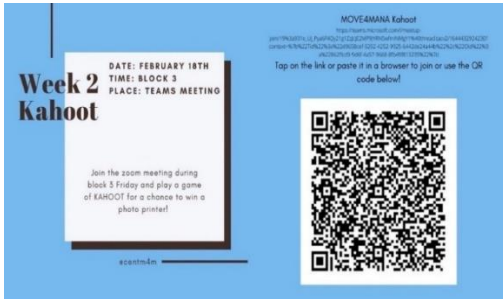 Week 2
Kahoot
DATE: FEBRUARY 18TH
TIME: BLOCK 3
PLACE: TEAMS MEETING
Join the zoom meeting during
block 3 Friday and play a game
of KAHOOT for a chance to win a
photo printer!
econtm4m
MOVE4MANA Kahoot
Tap on the link or paste it in a browser to join or use the QR
code below!